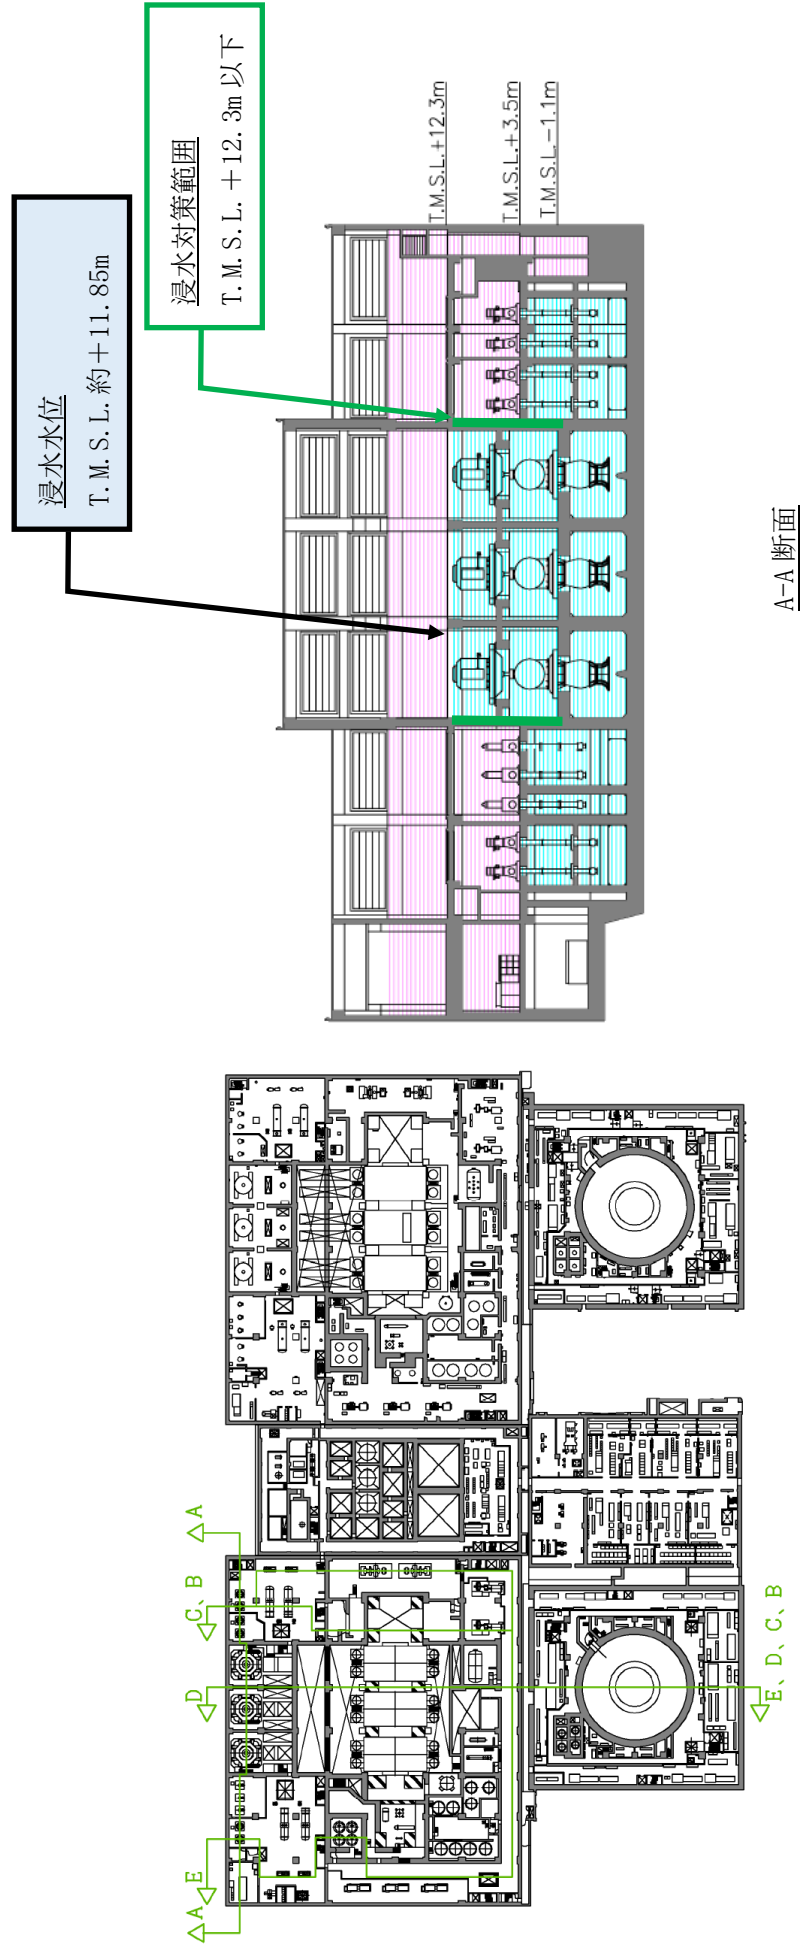 浸水水位
T.M.S.L.約＋11.85m
浸水対策範囲
T.M.S.L.＋12.3m以下
T.M.S.L.+12.3m
T.M.S.L.+3.5m
T.M.S.L.−1.1m
A-A断面
A
C、B
D
E
A
E、D、C、B